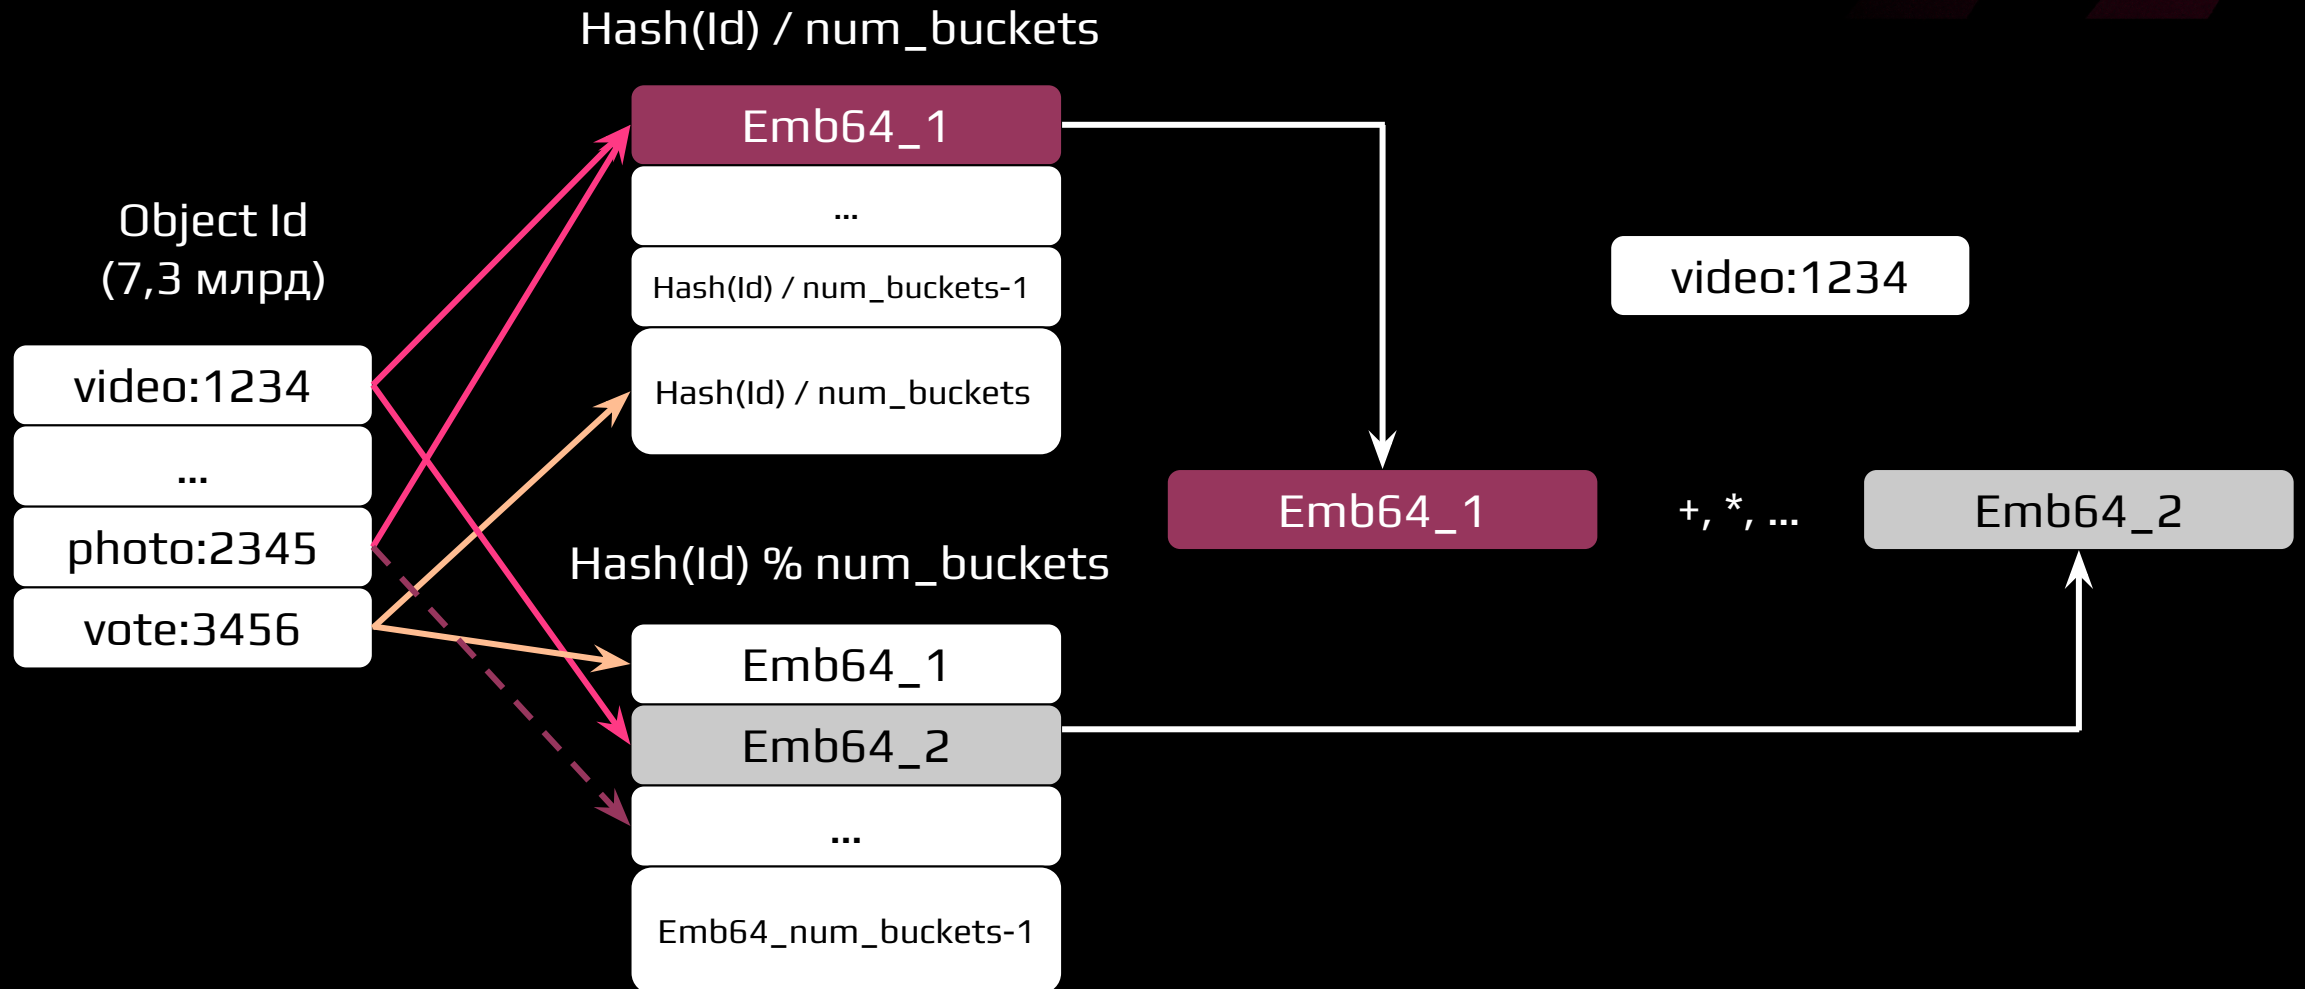 Hash(Id) / num_buckets
Emb64_1
...
Hash(Id) / num_buckets-1
Hash(Id) / num_buckets
Object Id
(7,3 млрд)
video:1234
...
photo:2345
vote:3456
Hash(Id) % num_buckets
Emb64_1
Emb64_2
...
Emb64_num_buckets-1
video:1234
Emb64_1
+, *, ...
Emb64_2